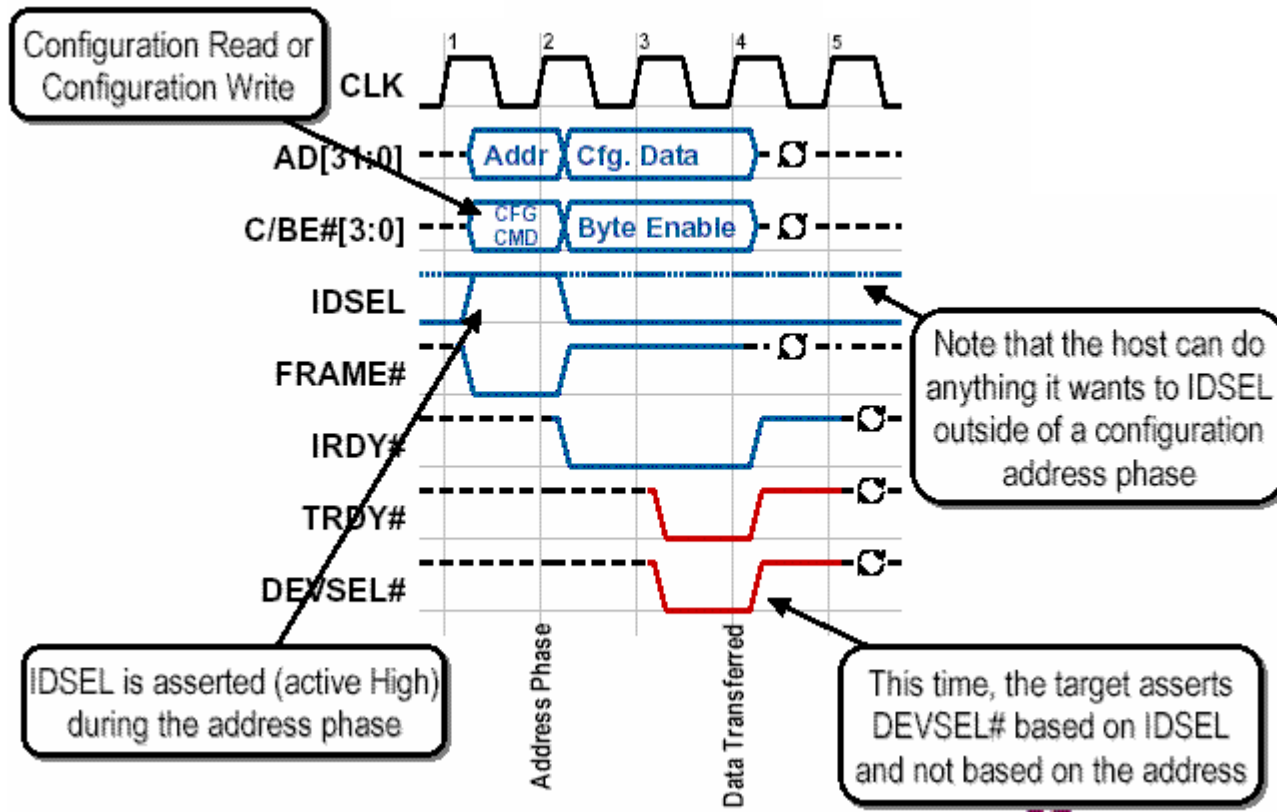 Configuration Read or
Configuration Write
1 2 3 4 5
CLK
AD[31:0] Addr Cfg. Data
C/BE#[3:0] CFG CMD Byte Enable
IDSEL
FRAME#
IRDY#
TRDY#
DEVSEL#
Note that the host can do
anything it wants to IDSEL
outside of a configuration
address phase
IDSEL is asserted (active High)
during the address phase
Address Phase
Data Transferred
This time, the target asserts
DEVSEL# based on IDSEL
and not based on the address